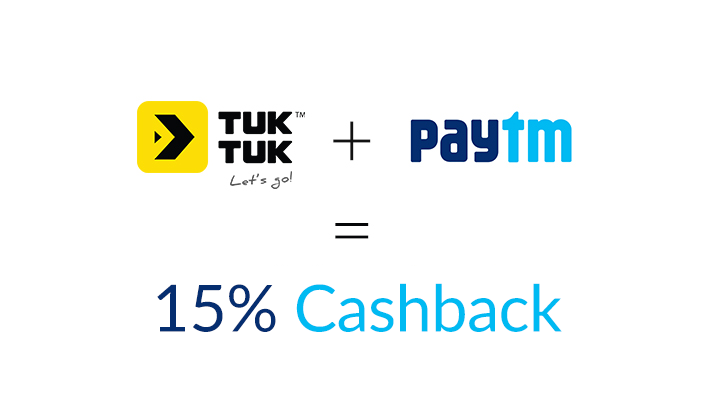 TUK™
TUK
Let's go!
+
paytm
=
15% Cashback